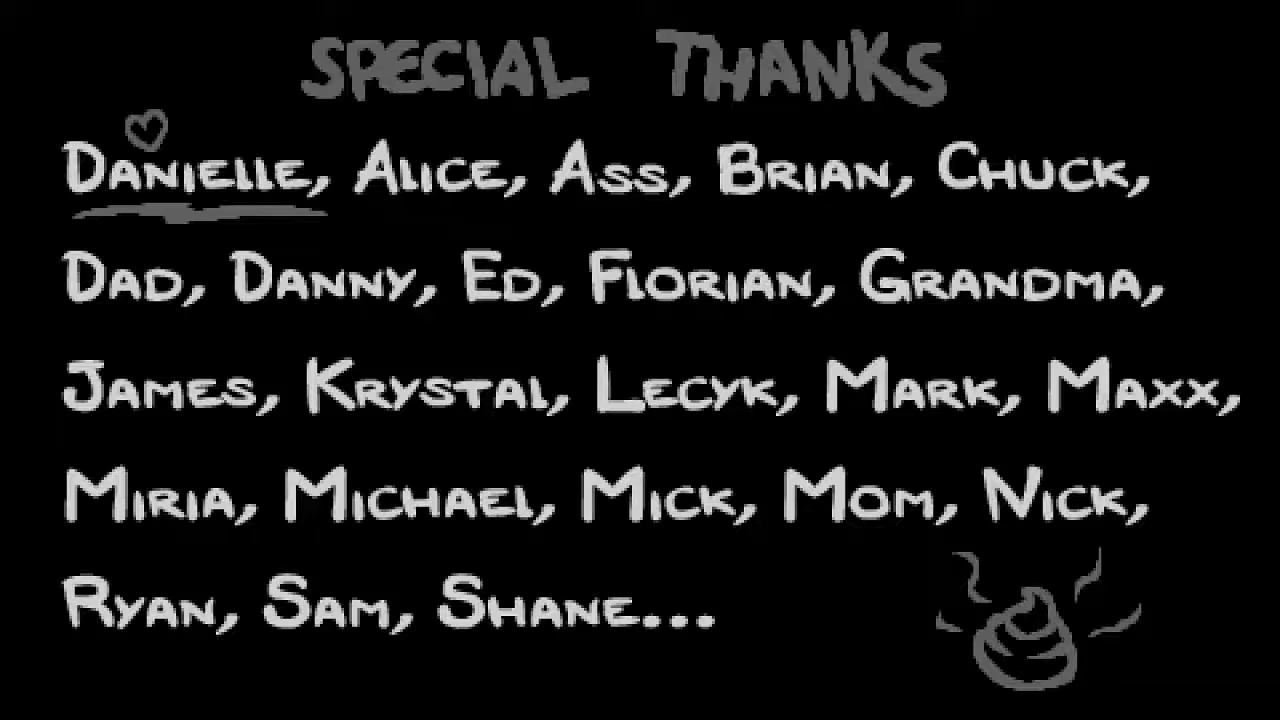 SPECIAL THANKS
DANIELLE, ALICE, ASS, BRIAN, CHUCK,
DAD, DANNY, ED, FLORIAN, GRANDMA,
JAMES, KRYSTAL, LECYK, MARK, MAXX,
MIRIA, MICHAEL, MICK, MOM, NICK,
RYAN, SAM, SHANE...